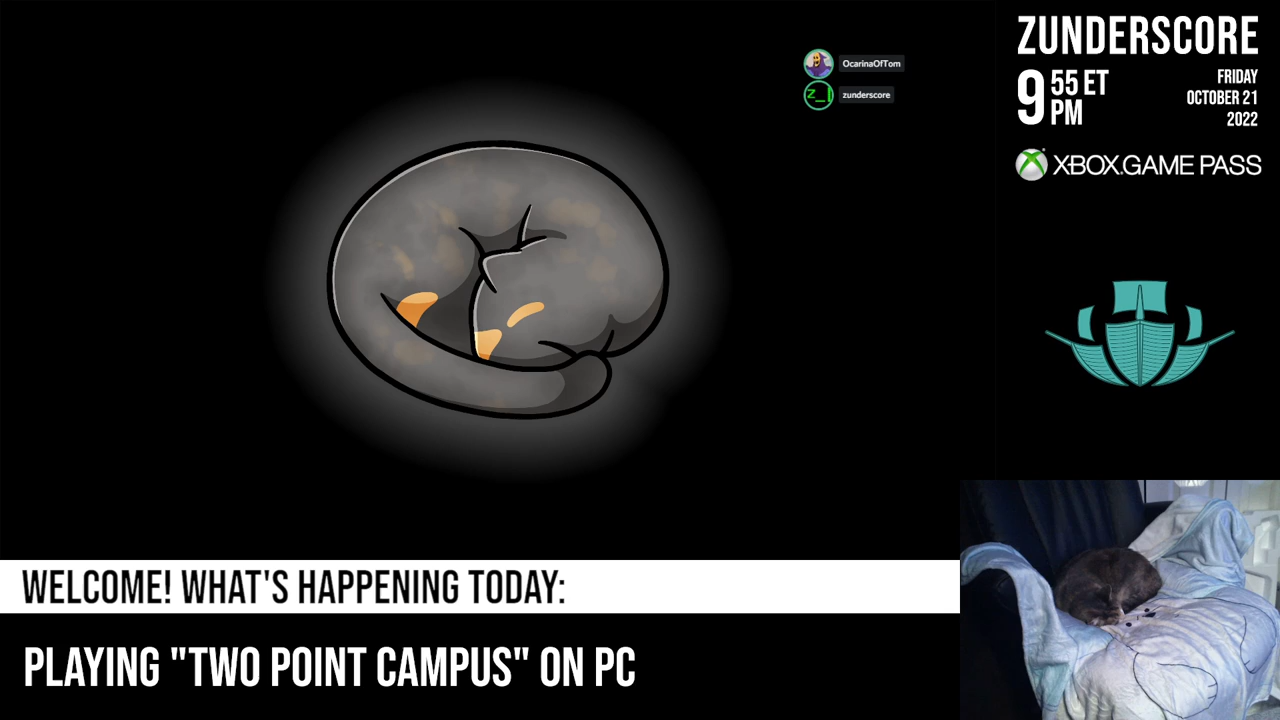 OcarinaOfTom
zunderscore
z_|
ZUNDERSCORE
9 55 ET
PM
FRIDAY
OCTOBER 21
2022
XBOX GAME PASS
WELCOME! WHAT'S HAPPENING TODAY:
PLAYING "TWO POINT CAMPUS" ON PC